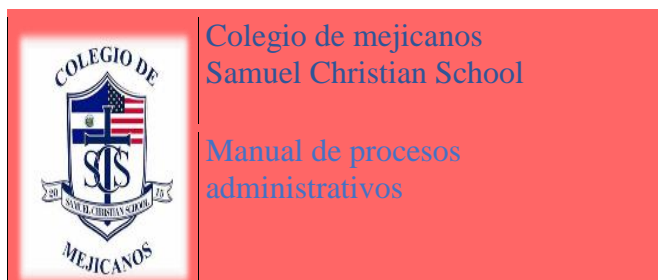 COLEGIO DE
SCS
20 15
SAMUEL CHRISTIAN SCHOOL
MEJICANOS
Colegio de mejicanos
Samuel Christian School
Manual de procesos
administrativos